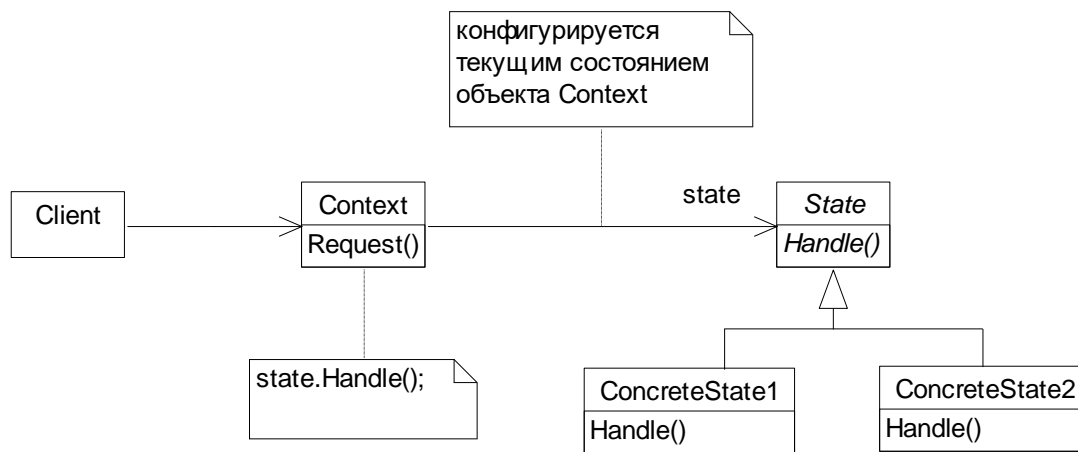 конфигурируется
текущим состоянием
объекта Context
Client
Context
Request()
state
State
Handle()
state.Handle();
ConcreteState1
Handle()
ConcreteState2
Handle()